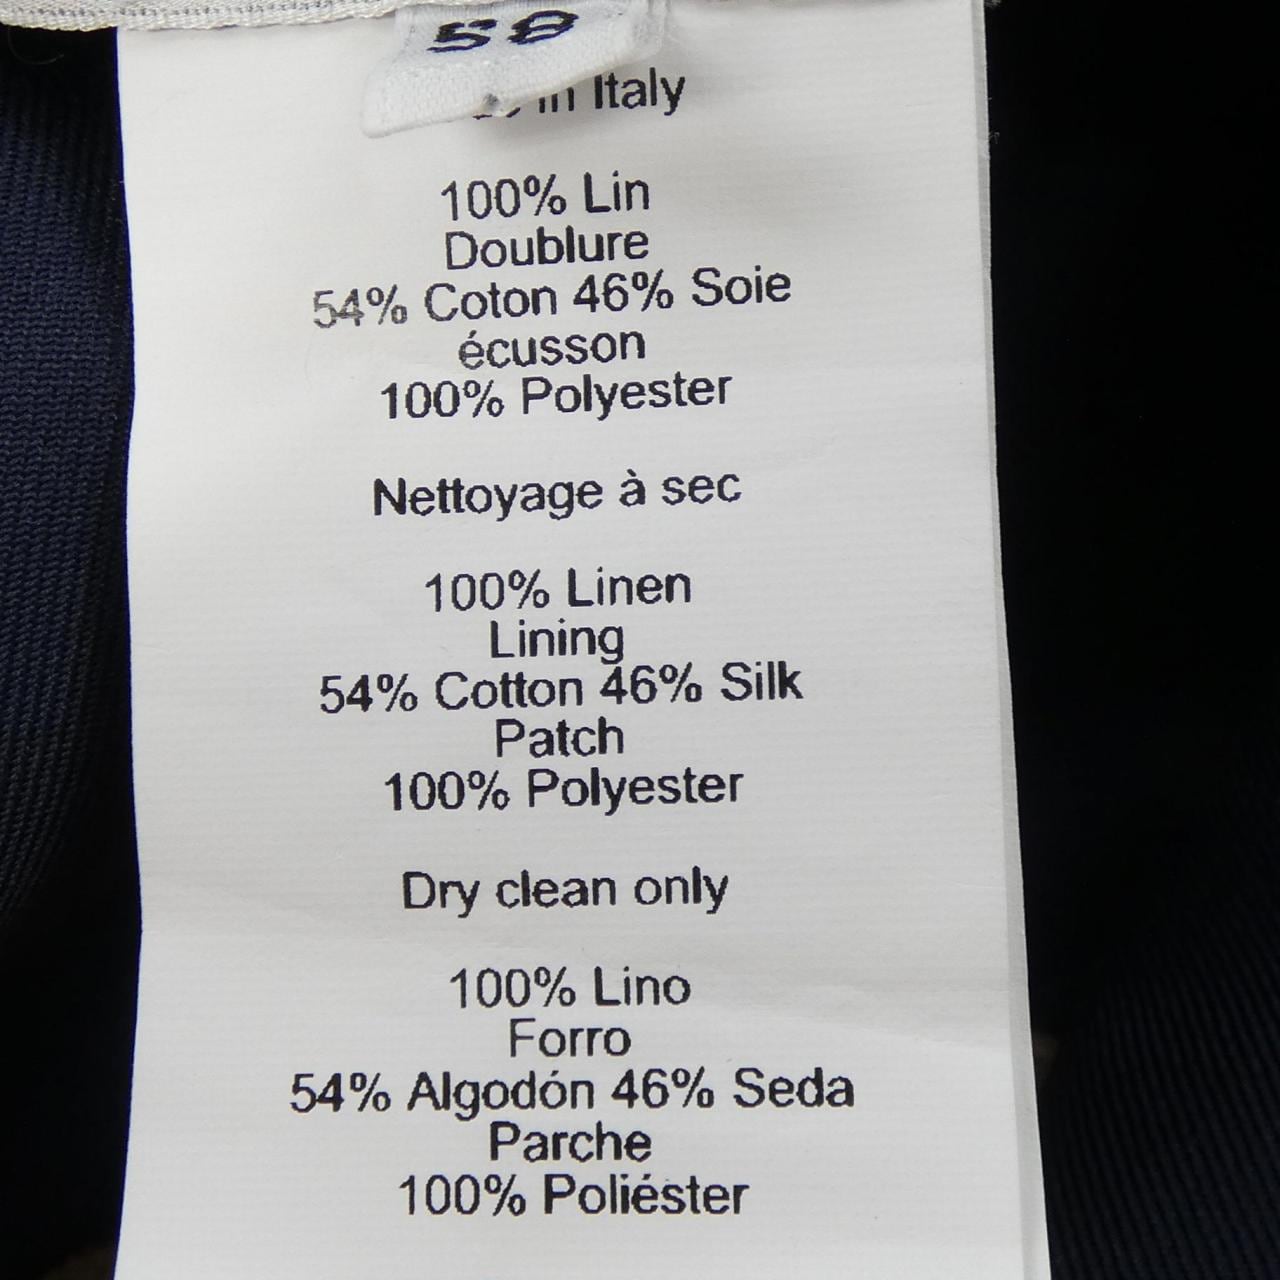 in Italy
100% Lin
Doublure
54% Coton 46% Soie
écusson
100% Polyester
Nettoyage à sec
100% Linen
Lining
54% Cotton 46% Silk
Patch
100% Polyester
Dry clean only
100% Lino
Forro
54% Algodón 46% Seda
Parche
100% Poliéster